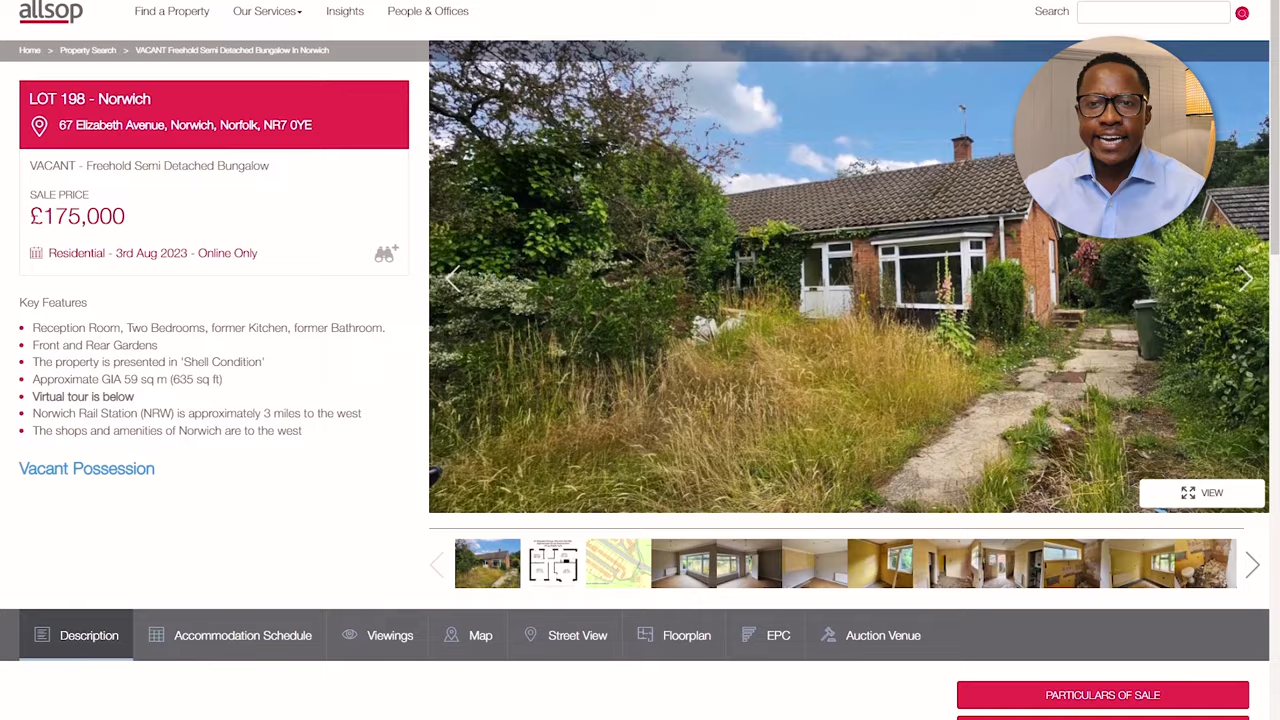 allsop
Find a Property
Our Services
Insights
People & Offices
Search
Home > Property Search > VACANT Freehold Semi Detached Bungalow In Norwich
LOT 198 - Norwich
67 Elizabeth Avenue, Norwich, Norfolk, NR7 0YE
VACANT - Freehold Semi Detached Bungalow
SALE PRICE
£175,000
Residential - 3rd Aug 2023 - Online Only
Key Features
Reception Room, Two Bedrooms, former Kitchen, former Bathroom.
Front and Rear Gardens
The property is presented in 'Shell Condition'
Approximate GIA 59 sq m (635 sq ft)
Virtual tour is below
Norwich Rail Station (NRW) is approximately 3 miles to the west
The shops and amenities of Norwich are to the west
Vacant Possession
VIEW
Description
Accommodation Schedule
Viewings
Map
Street View
Floorplan
EPC
Auction Venue
PARTICULARS OF SALE